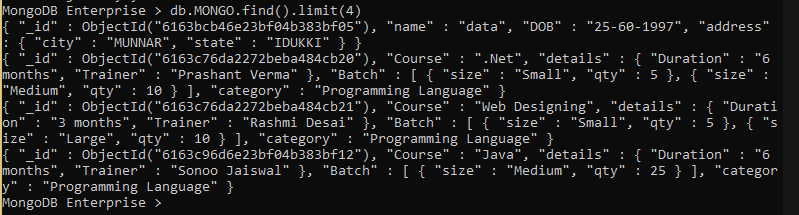 MongoDB Enterprise > db.MONGO.find().limit(4)
{ "_id" : ObjectId("6163bcb46e23bf04b383bf05"), "name" : "data", "DOB" : "25-60-1997", "address"
: { "city" : "MUNNAR", "state" : "IDUKKI" } }
{ "_id" : ObjectId("6163c76da2272beba484cb20"), "Course" : ".Net", "details" : { "Duration" : "6
months", "Trainer" : "Prashant Verma" }, "Batch" : [ { "size" : "Small", "qty" : 5 }, { "size" :
"Medium", "qty" : 10 } ], "category" : "Programming Language" }
{ "_id" : ObjectId("6163c76da2272beba484cb21"), "Course" : "Web Designing", "details" : { "Durati
on" : "3 months", "Trainer" : "Rashmi Desai" }, "Batch" : [ { "size" : "Small", "qty" : 5 }, { "s
ize" : "Large", "qty" : 10 } ], "category" : "Programming Language" }
{ "_id" : ObjectId("6163c96d6e23bf04b383bf12"), "Course" : "Java", "details" : { "Duration" : "6
months", "Trainer" : "Sonoo Jaiswal" }, "Batch" : [ { "size" : "Medium", "qty" : 25 } ], "categor
y" : "Programming Language" }
MongoDB Enterprise >